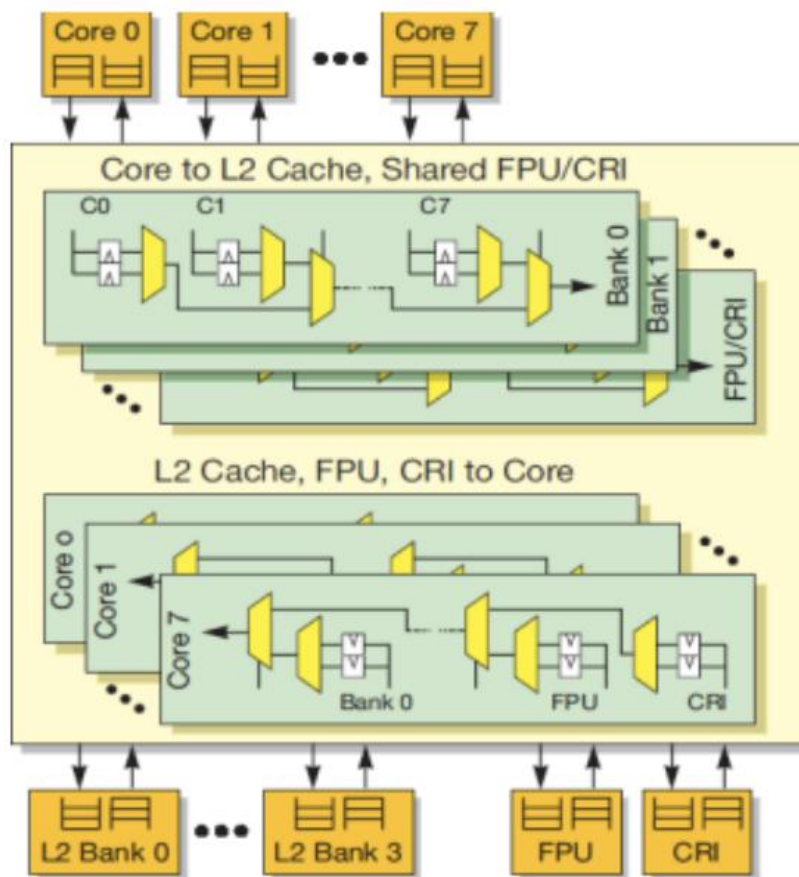 Core 0
Core 1
Core 7
Core to L2 Cache, Shared FPU/CRI
C0
C1
C7
Bank 0
Bank 1
FPU/CRI
L2 Cache, FPU, CRI to Core
Core o
Core 1
Core 7
Bank 0
FPU
CRI
L2 Bank 0
L2 Bank 3
FPU
CRI